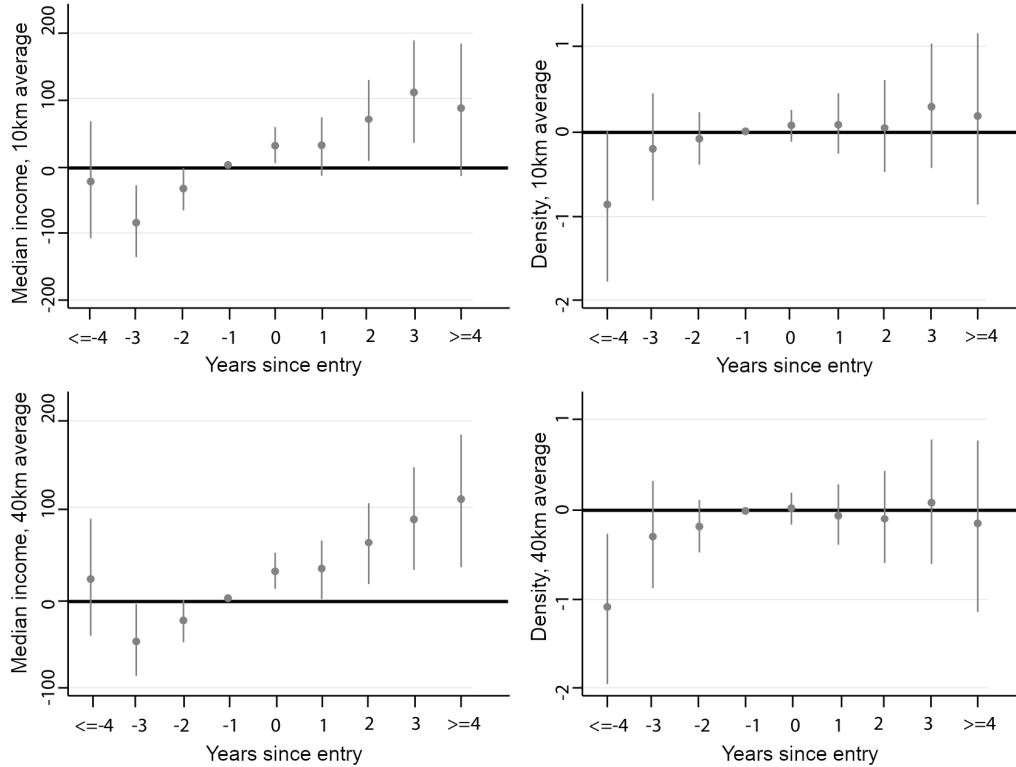 Median income, 10km average
200
100
0
-100
-200
<=-4 -3 -2 -1 0 1 2 3 >=4
Years since entry
Density, 10km average
1
0
-1
-2
<=-4 -3 -2 -1 0 1 2 3 >=4
Years since entry
Median income, 40km average
200
100
0
-100
<=-4 -3 -2 -1 0 1 2 3 >=4
Years since entry
Density, 40km average
1
0
-1
-2
<=-4 -3 -2 -1 0 1 2 3 >=4
Years since entry